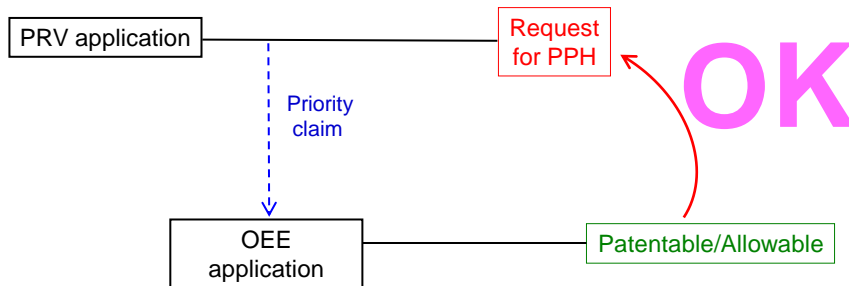 PRV application
Request
for PPH
OK
Priority
claim
OEE
application
Patentable/Allowable